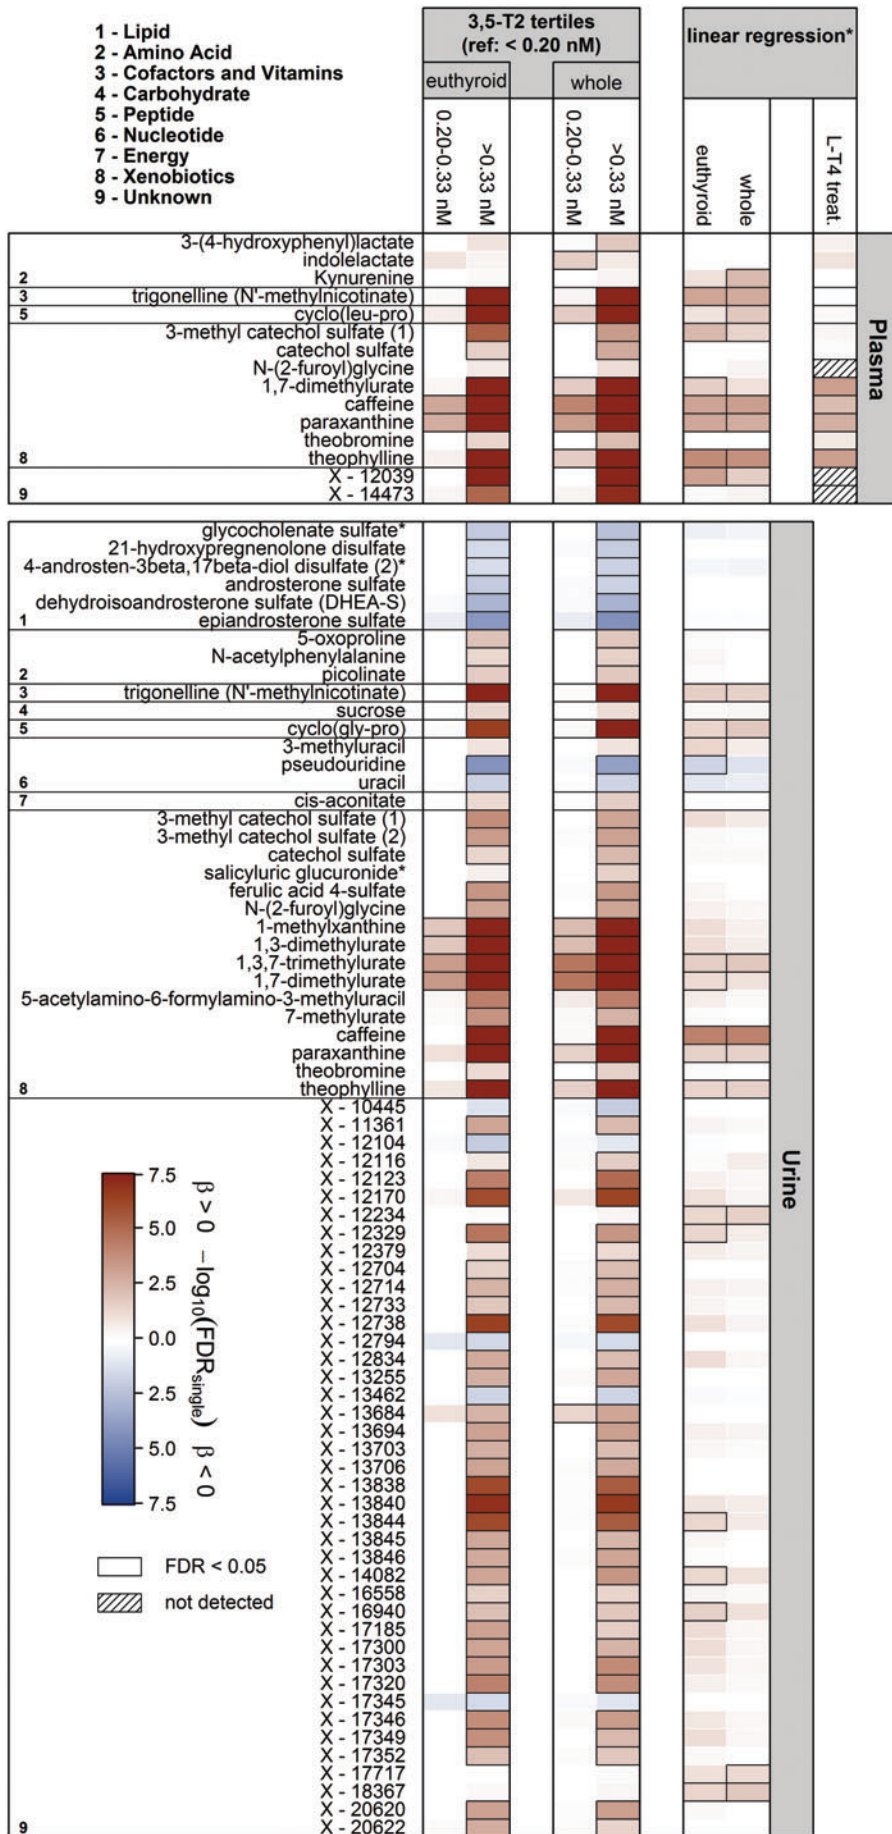 1 - Lipid
2 - Amino Acid
3 - Cofactors and Vitamins
4 - Carbohydrate
5 - Peptide
6 - Nucleotide
7 - Energy
8 - Xenobiotics
9 - Unknown
3,5-T2 tertiles
(ref: < 0.20 nM)
linear regression*
euthyroid
whole
0.20-0.33 nM
>0.33 nM
0.20-0.33 nM
>0.33 nM
euthyroid
whole
L-T4 treat.
Plasma
3-(4-hydroxyphenyl)lactate
indolelactate
2 Kynurenine
3 trigonelline (N'-methylnicotinate)
5 cyclo(leu-pro)
3-methyl catechol sulfate (1)
catechol sulfate
N-(2-furoyl)glycine
1,7-dimethylurate
caffeine
paraxanthine
theobromine
8 theophylline
X - 12039
9 X - 14473
Urine
glycocholenate sulfate*
21-hydroxypregnenolone disulfate
4-androsten-3beta,17beta-diol disulfate (2)*
androsterone sulfate
dehydroisoandrosterone sulfate (DHEA-S)
1 epiandrosterone sulfate
5-oxoproline
N-acetylphenylalanine
2 picolinate
3 trigonelline (N'-methylnicotinate)
4 sucrose
5 cyclo(gly-pro)
3-methyluracil
pseudouridine
6 uracil
7 cis-aconitate
3-methyl catechol sulfate (1)
3-methyl catechol sulfate (2)
catechol sulfate
salicyluric glucuronide*
ferulic acid 4-sulfate
N-(2-furoyl)glycine
1-methylxanthine
1,3-dimethylurate
1,3,7-trimethylurate
1,7-dimethylurate
5-acetylamino-6-formylamino-3-methyluracil
7-methylurate
caffeine
paraxanthine
theobromine
8 theophylline
X - 10445
X - 11361
X - 12104
X - 12116
X - 12123
X - 12170
X - 12234
X - 12329
X - 12379
X - 12704
X - 12714
X - 12733
X - 12738
X - 12794
X - 12834
X - 13255
X - 13462
X - 13684
X - 13694
X - 13703
X - 13706
X - 13838
X - 13840
X - 13844
X - 13845
X - 13846
X - 14082
X - 16558
X - 16940
X - 17185
X - 17300
X - 17303
X - 17320
X - 17345
X - 17346
X - 17349
X - 17352
X - 17717
X - 18367
X - 20620
9 X - 20622
7.5
5.0
2.5
0.0
2.5
5.0
7.5
β > 0 −log10(FDRsingle) β < 0
FDR < 0.05
not detected